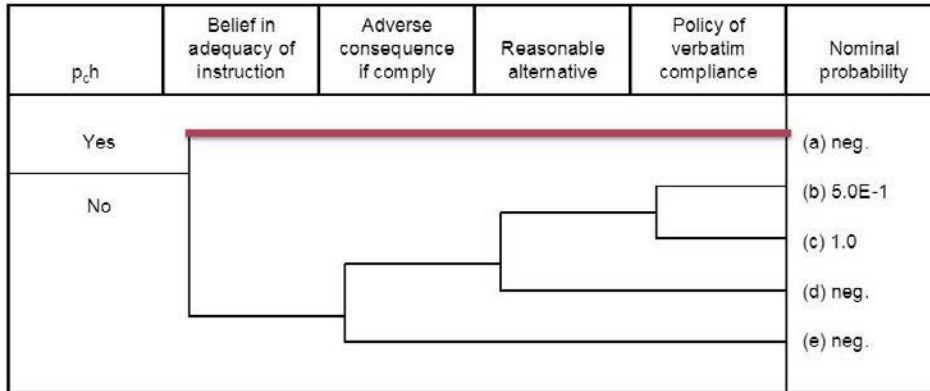 p_ch
Belief in
adequacy of
instruction
Adverse
consequence
if comply
Reasonable
alternative
Policy of
verbatim
compliance
Nominal
probability
Yes
No
(a) neg.
(b) 5.0E-1
(c) 1.0
(d) neg.
(e) neg.